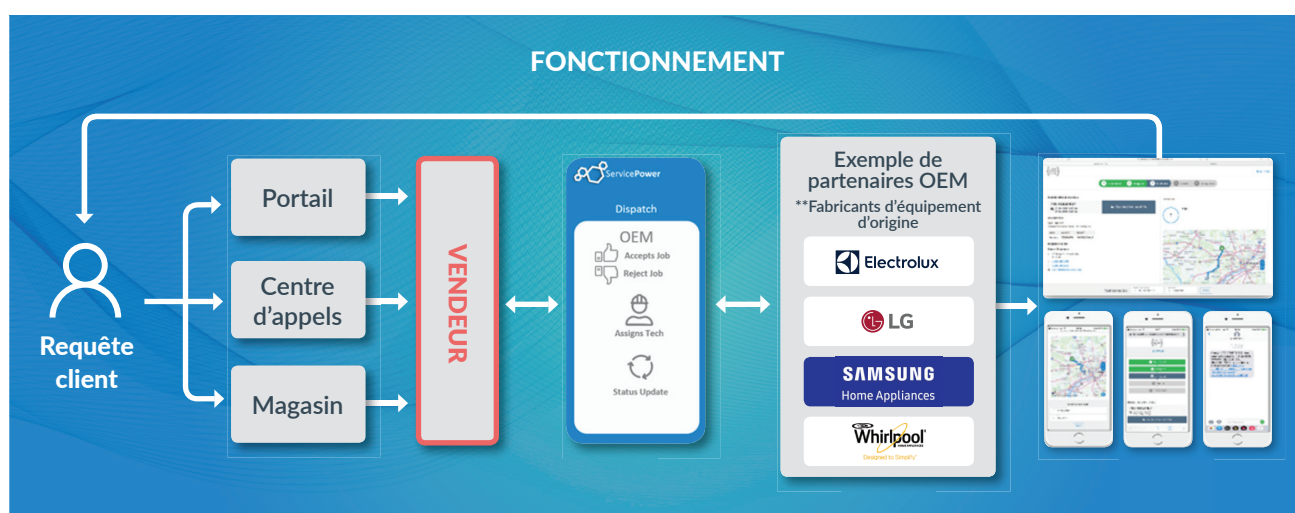 FONCTIONNEMENT
Requête
client
Portail
Centre
d'appels
Magasin
VENDEUR
ServicePower
Dispatch
OEM
Accepts Job
Reject Job
Assigns Tech
Status Update
Exemple de
partenaires OEM
**Fabricants d'équipement
d'origine
Electrolux
LG
SAMSUNG
Home Appliances
Whirlpool
Designed to Simplify